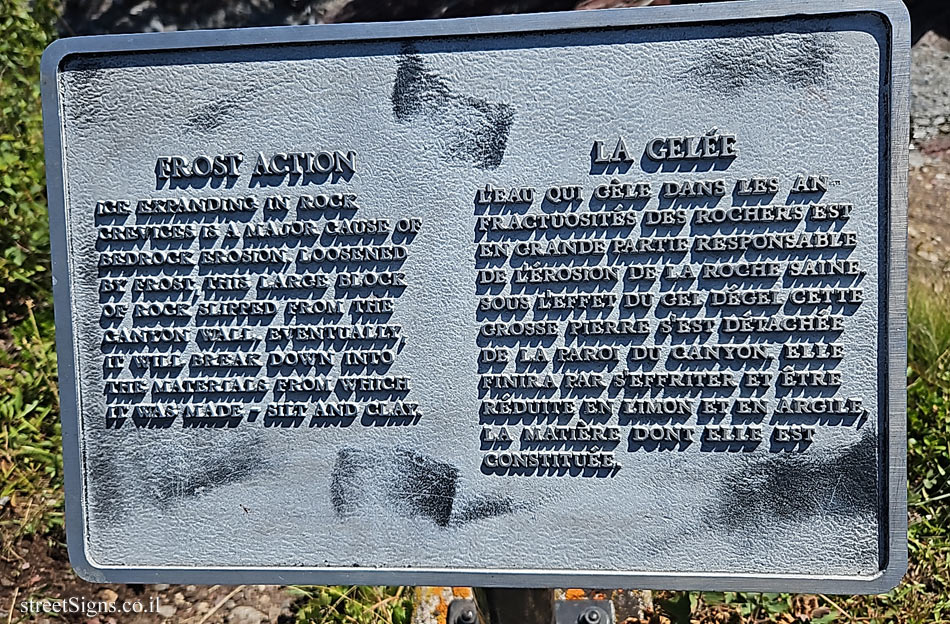 FROST ACTION
ICE EXPANDING IN ROCK
CREVICES IS A MAJOR CAUSE OF
BEDROCK EROSION. LOOSENED
BY FROST, THIS LARGE BLOCK
OF ROCK SLIPPED FROM THE
CANYON WALL. EVENTUALLY,
IT WILL BREAK DOWN INTO
THE MATERIALS FROM WHICH
IT WAS MADE - SILT AND CLAY.
LA GELÉE
L'EAU QUI GÈLE DANS LES AN-
FRACTUOSITÉS DES ROCHERS EST
EN GRANDE PARTIE RESPONSABLE
DE L'ÉROSION DE LA ROCHE SAINE.
SOUS L'EFFET DU GEL DÉGEL CETTE
GROSSE PIERRE S'EST DÉTACHÉE
DE LA PAROI DU CANYON. ELLE
FINIRA PAR S'EFFRITER ET ÊTRE
RÉDUITE EN LIMON ET EN ARGILE,
LA MATIÈRE DONT ELLE EST
CONSTITUÉE.
streetSigns.co.il